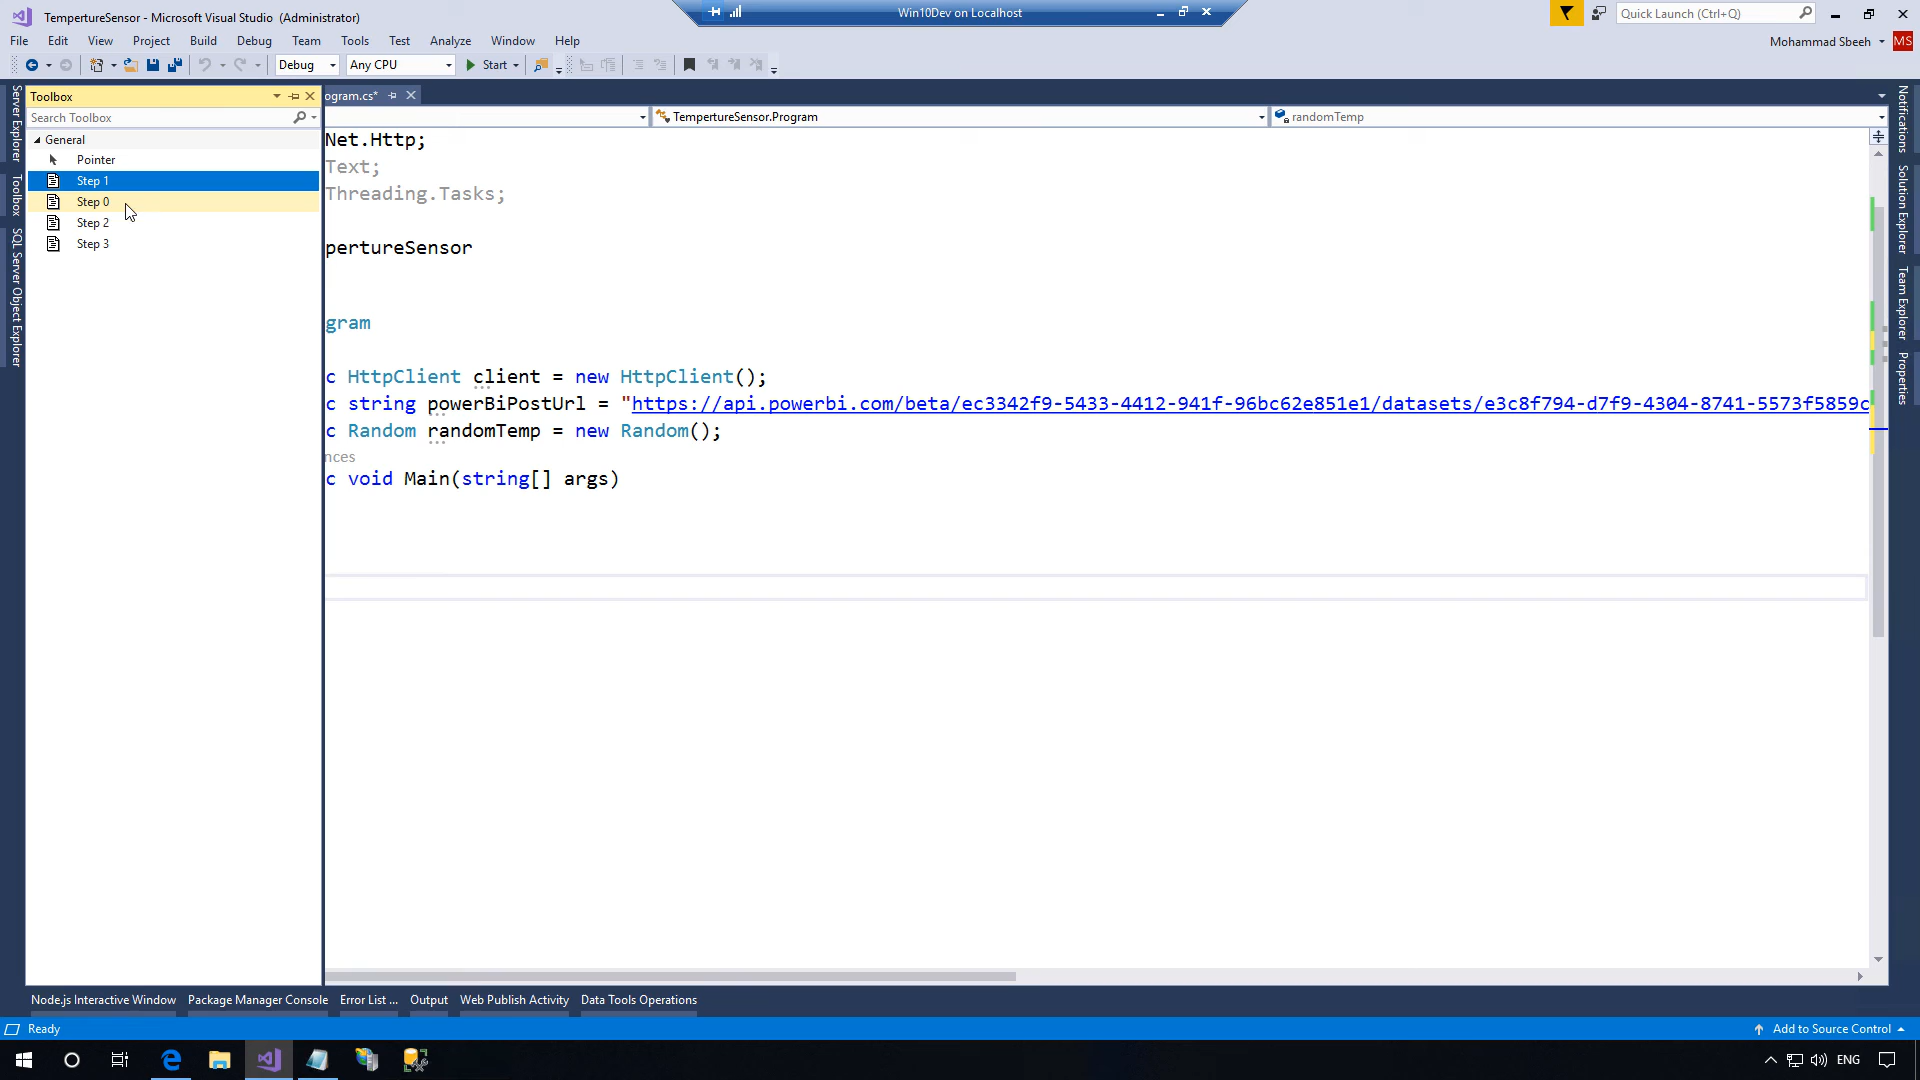 TempertureSensor - Microsoft Visual Studio (Administrator)
Win10Dev on Localhost
Quick Launch (Ctrl+Q)
File Edit View Project Build Debug Team Tools Test Analyze Window Help
Mohammad Sbeeh MS
Debug Any CPU Start
Server Explorer
Toolbox
SQL Server Object Explorer
Toolbox
Search Toolbox
General
Pointer
Step 1
Step 0
Step 2
Step 3
ogram.cs*
TempertureSensor.Program
randomTemp
Net.Http;
Text;
Threading.Tasks;
pertureSensor
gram
c HttpClient client = new HttpClient();
c string powerBiPostUrl = "https://api.powerbi.com/beta/ec3342f9-5433-4412-941f-96bc62e851e1/datasets/e3c8f794-d7f9-4304-8741-5573f5859c
c Random randomTemp = new Random();
nces
c void Main(string[] args)
Notifications
Solution Explorer
Team Explorer
Properties
Node.js Interactive Window Package Manager Console Error List ... Output Web Publish Activity Data Tools Operations
Ready
Add to Source Control
ENG